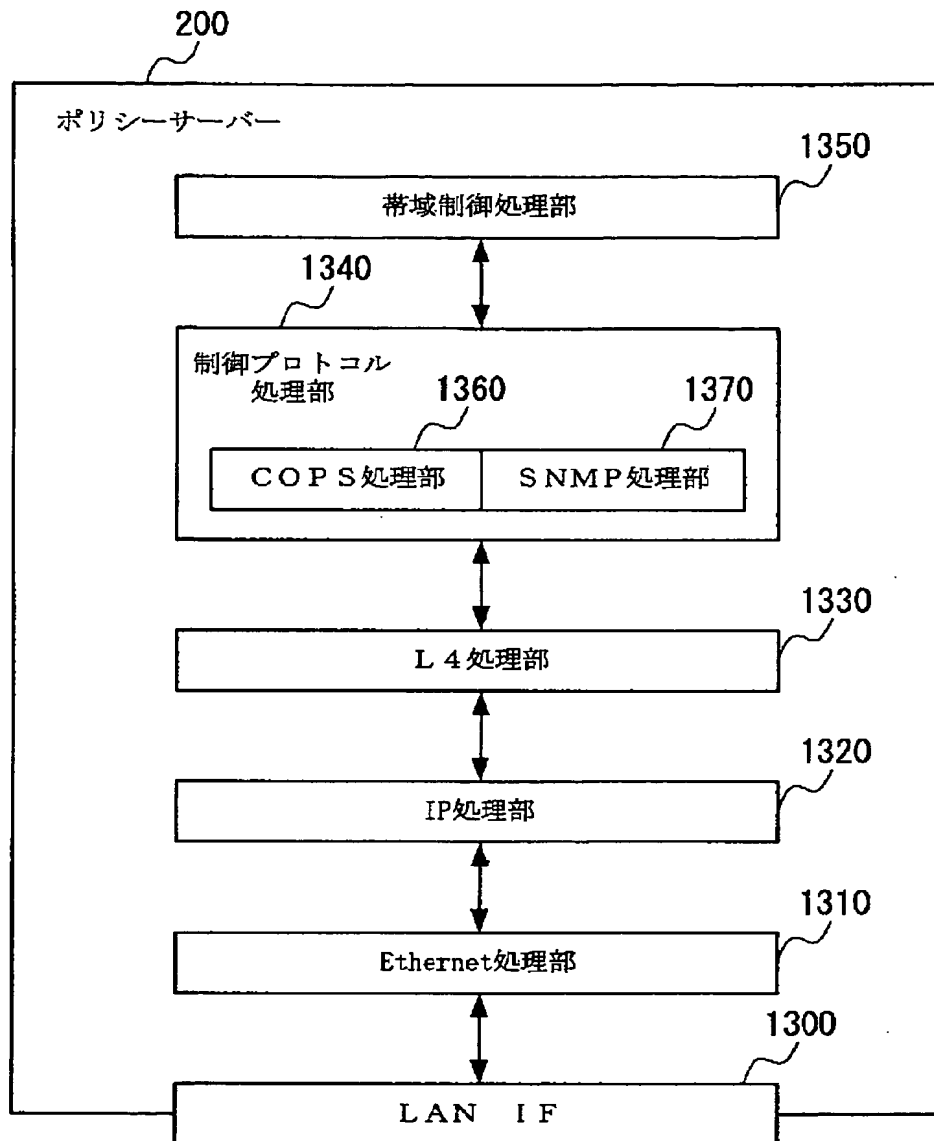 200
ポリシーサーバー
1350
帯域制御処理部
1340
制御プロトコル
処理部
1360
1370
ＣＯＰＳ処理部
ＳＮＭＰ処理部
1330
Ｌ４処理部
1320
IP処理部
1310
Ethernet処理部
1300
ＬＡＮ　ＩＦ